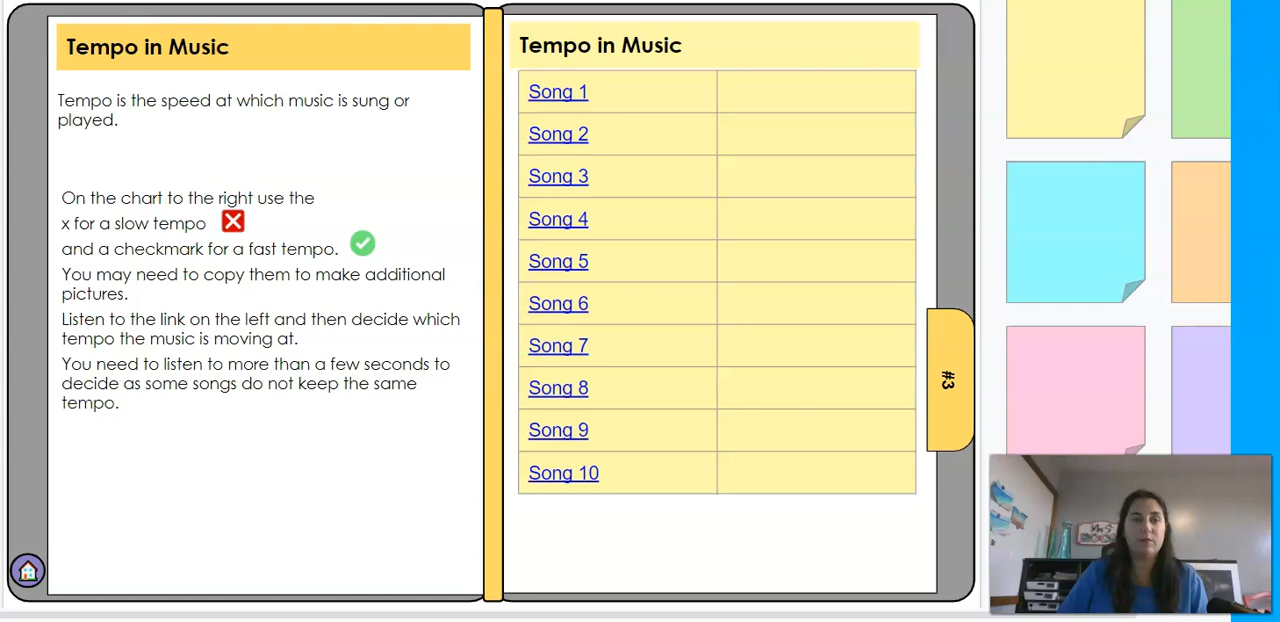 Tempo in Music
Tempo is the speed at which music is sung or
played.
On the chart to the right use the
x for a slow tempo
and a checkmark for a fast tempo.
You may need to copy them to make additional
pictures.
Listen to the link on the left and then decide which
tempo the music is moving at.
You need to listen to more than a few seconds to
decide as some songs do not keep the same
tempo.
Tempo in Music
Song 1
Song 2
Song 3
Song 4
Song 5
Song 6
Song 7
Song 8
Song 9
Song 10
#3